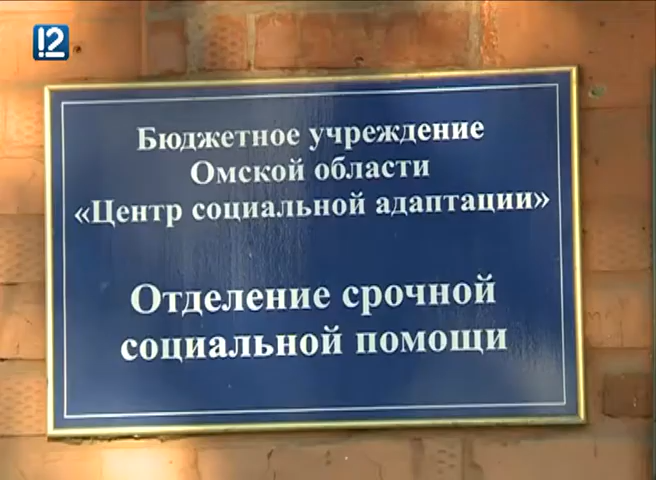 12
Бюджетное учреждение
Омской области
«Центр социальной адаптации»
Отделение срочной
социальной помощи